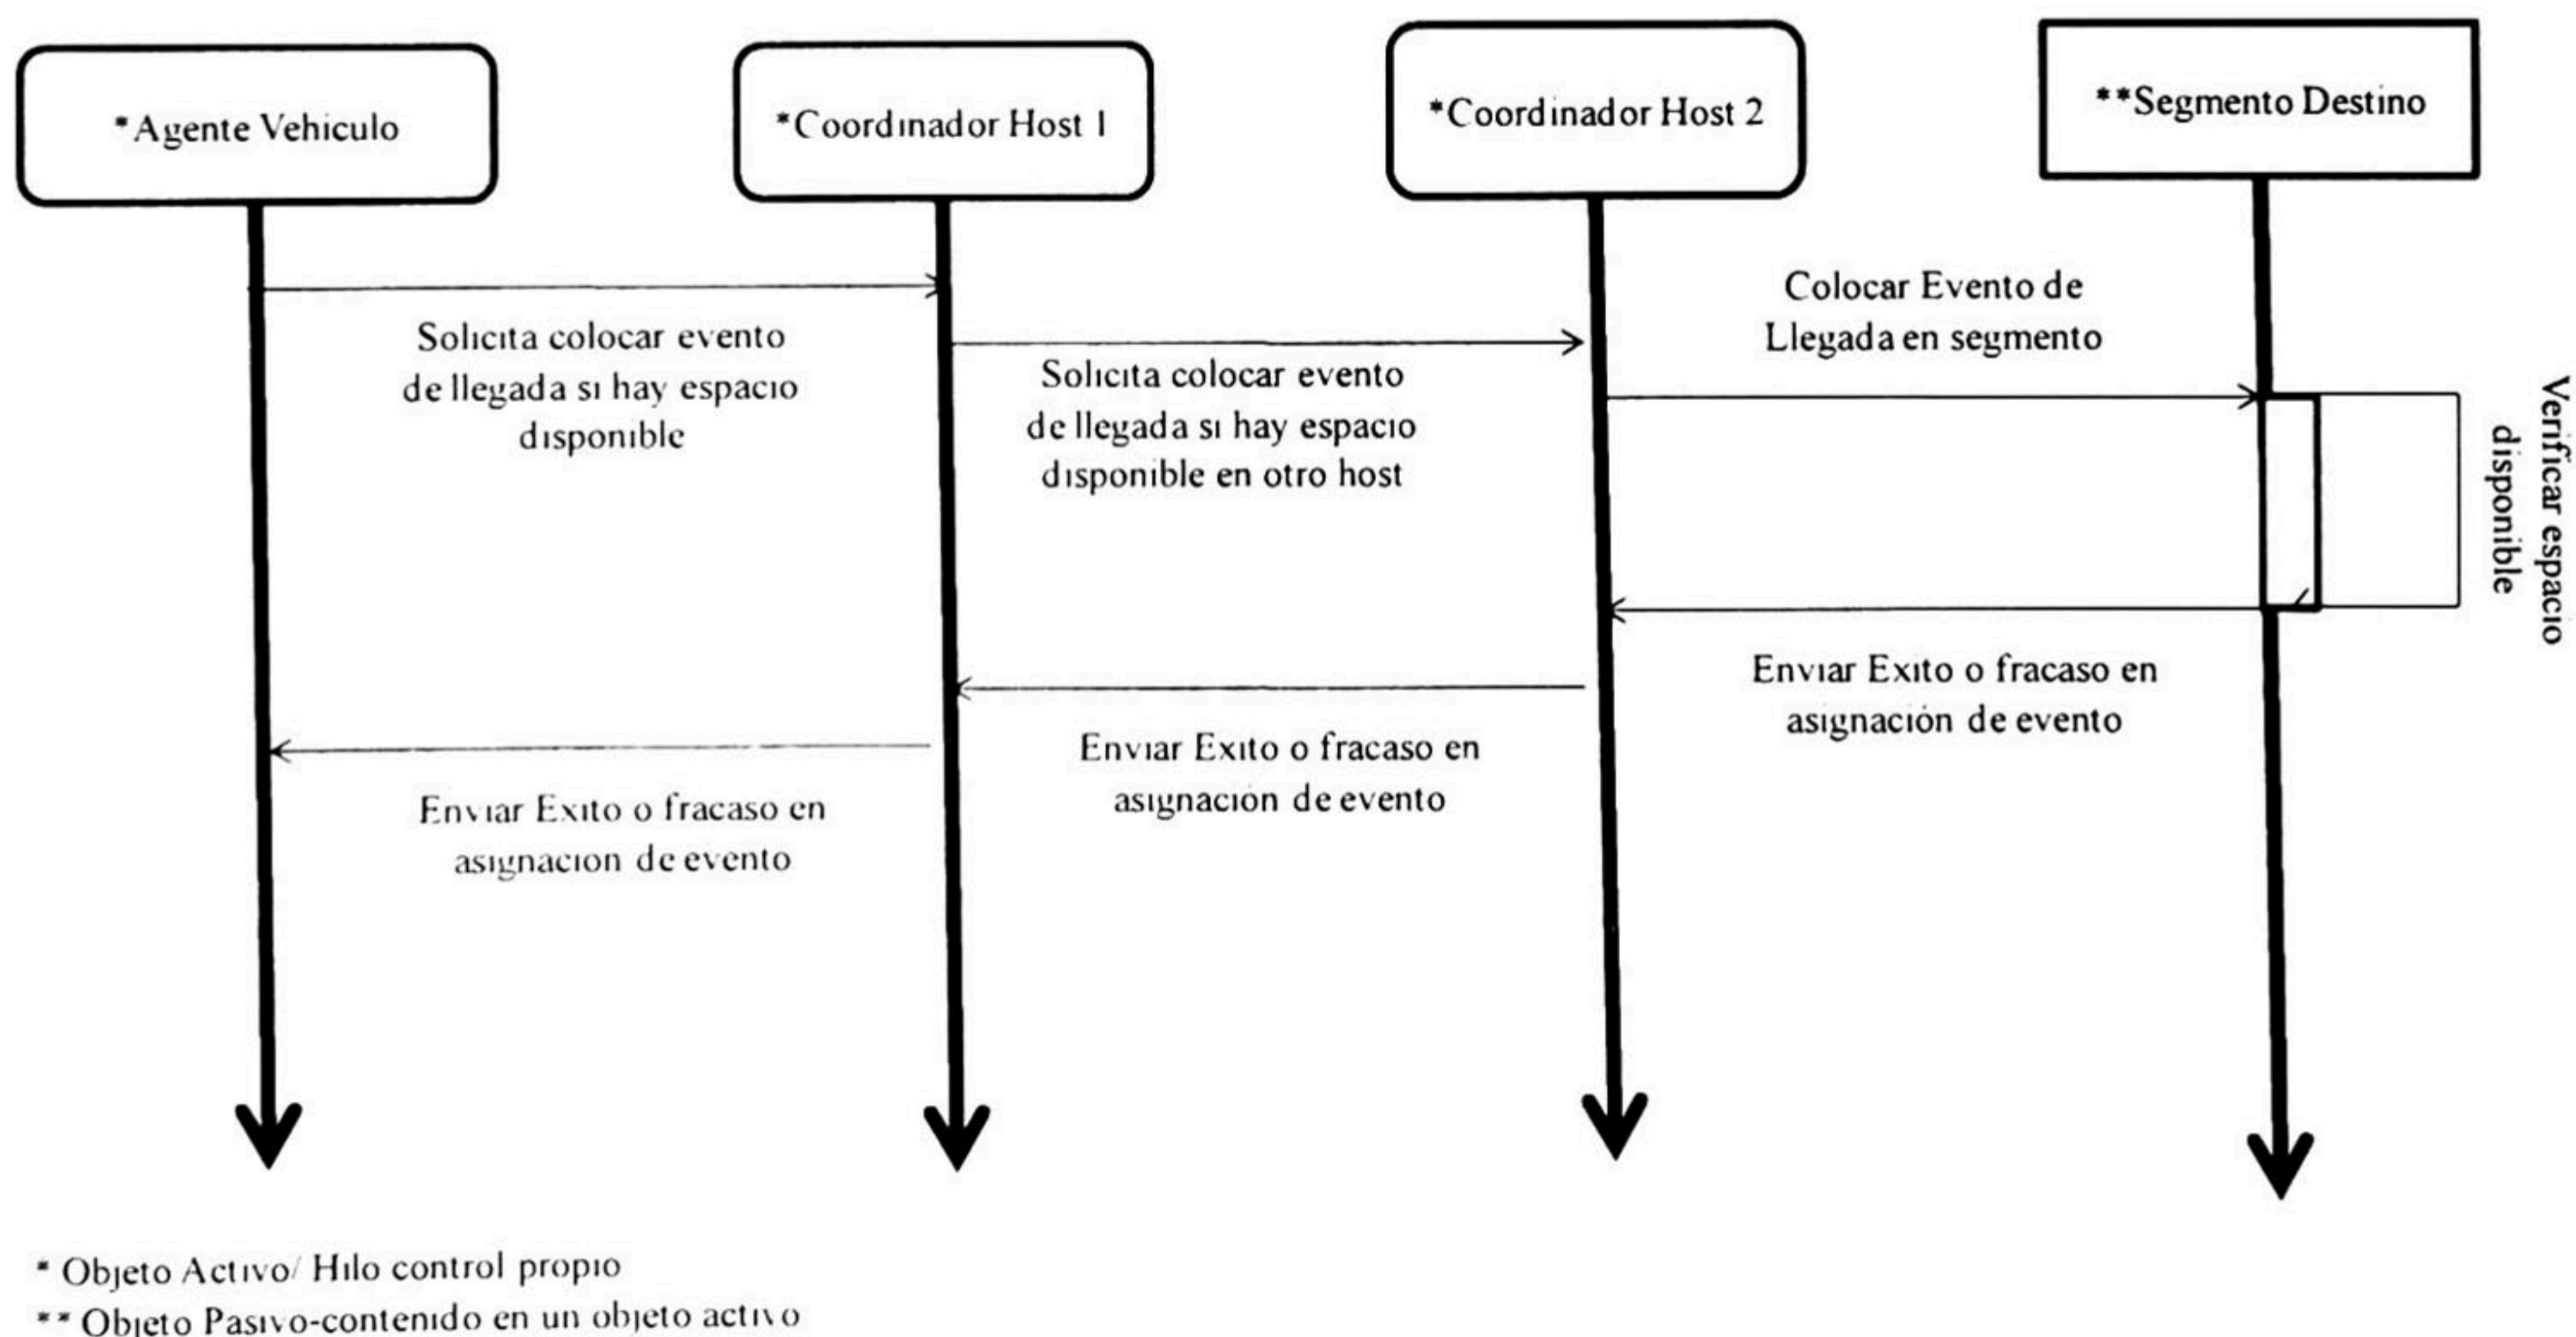 *Agente Vehiculo
*Coordinador Host 1
*Coordinador Host 2
**Segmento Destino
Solicita colocar evento
de llegada si hay espacio
disponible
Solicita colocar evento
de llegada si hay espacio
disponible en otro host
Colocar Evento de
Llegada en segmento
Verificar espacio
disponible
Enviar Exito o fracaso en
asignación de evento
Enviar Exito o fracaso en
asignación de evento
Enviar Exito o fracaso en
asignacion de evento
* Objeto Activo/ Hilo control propio
** Objeto Pasivo-contenido en un objeto activo